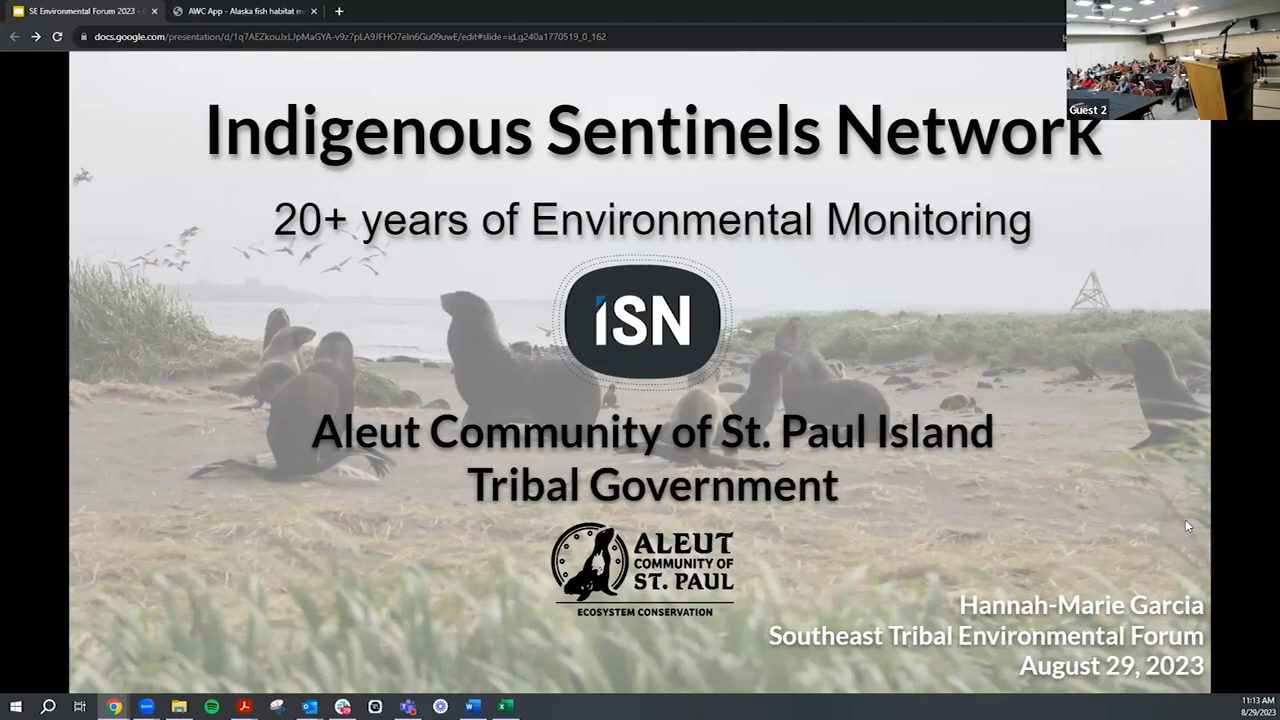 SE Environmental Forum 2023 -
AWC App - Alaska fish habitat m
docs.google.com/presentation/d/1q7AEZkouJxLJpMaGYA-v9z7pLA9JFHO7eIn6Gu09uwE/edit#slide=id.g240a1770519_0_162
Guest 2
Indigenous Sentinels Network
20+ years of Environmental Monitoring
iSN
Aleut Community of St. Paul Island
Tribal Government
ALEUT
COMMUNITY OF
ST. PAUL
ECOSYSTEM CONSERVATION
Hannah-Marie Garcia
Southeast Tribal Environmental Forum
August 29, 2023
11:13 AM
8/29/2023